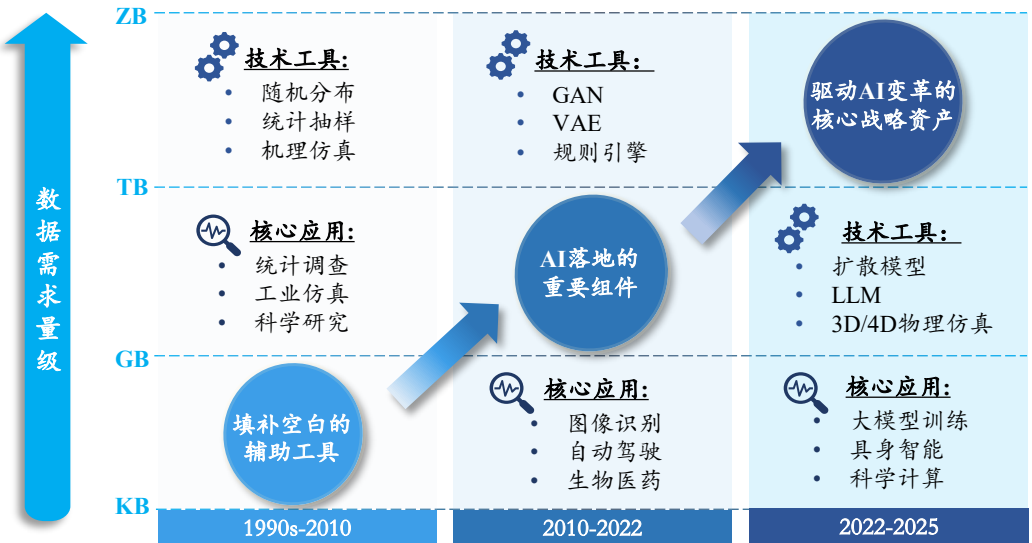 数据需求量级
ZB
TB
GB
KB
技术工具:
• 随机分布
• 统计抽样
• 机理仿真
核心应用:
• 统计调查
• 工业仿真
• 科学研究
填补空白的
辅助工具
1990s-2010
技术工具：
• GAN
• VAE
• 规则引擎
AI落地的
重要组件
核心应用:
• 图像识别
• 自动驾驶
• 生物医药
2010-2022
驱动AI变革的
核心战略资产
技术工具：
• 扩散模型
• LLM
• 3D/4D物理仿真
核心应用:
• 大模型训练
• 具身智能
• 科学计算
2022-2025